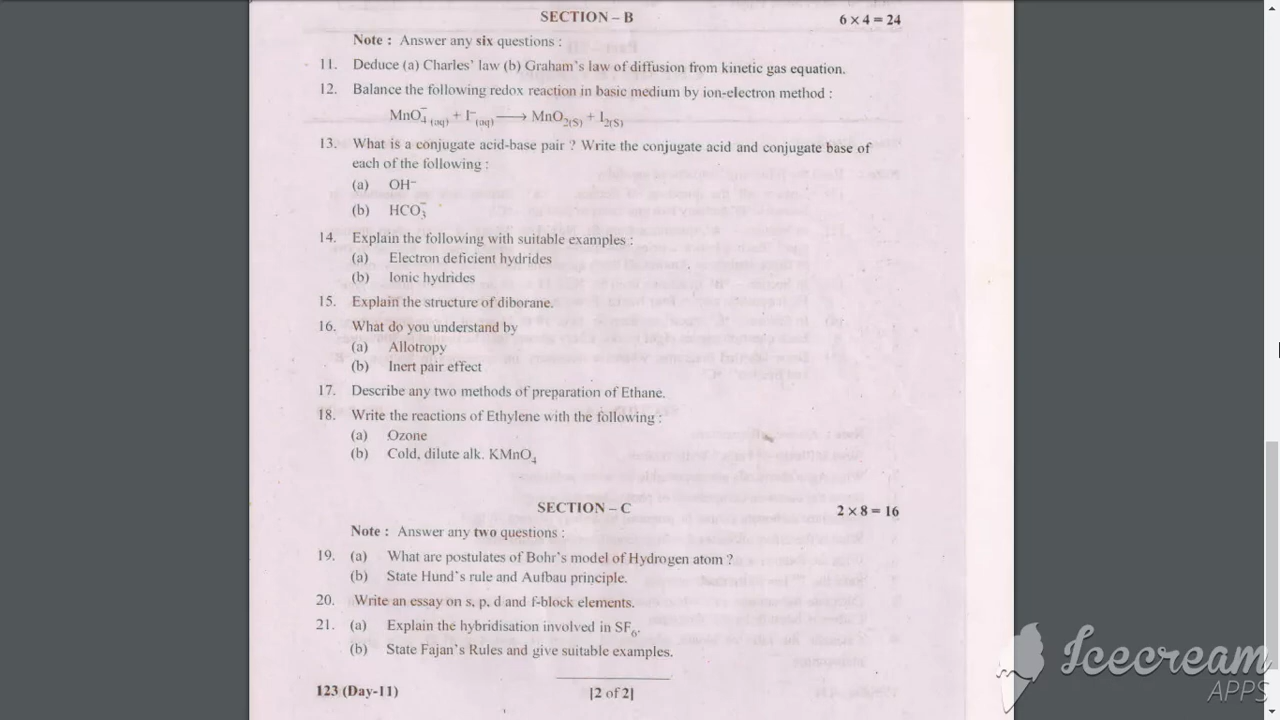 SECTION – B
6 × 4 = 24
Note : Answer any six questions :
11. Deduce (a) Charles' law (b) Graham's law of diffusion from kinetic gas equation.
12. Balance the following redox reaction in basic medium by ion-electron method :
MnO₄⁻(aq) + I⁻(aq) ⟶ MnO₂(S) + I₂(S)
13. What is a conjugate acid-base pair ? Write the conjugate acid and conjugate base of
each of the following :
(a) OH⁻
(b) HCO₃⁻
14. Explain the following with suitable examples :
(a) Electron deficient hydrides
(b) Ionic hydrides
15. Explain the structure of diborane.
16. What do you understand by
(a) Allotropy
(b) Inert pair effect
17. Describe any two methods of preparation of Ethane.
18. Write the reactions of Ethylene with the following :
(a) Ozone
(b) Cold, dilute alk. KMnO₄
SECTION – C
2 × 8 = 16
Note : Answer any two questions :
19. (a) What are postulates of Bohr's model of Hydrogen atom ?
(b) State Hund's rule and Aufbau principle.
20. Write an essay on s, p, d and f-block elements.
21. (a) Explain the hybridisation involved in SF₆.
(b) State Fajan's Rules and give suitable examples.
123 (Day-11)
[2 of 2]
Icecream
APPS